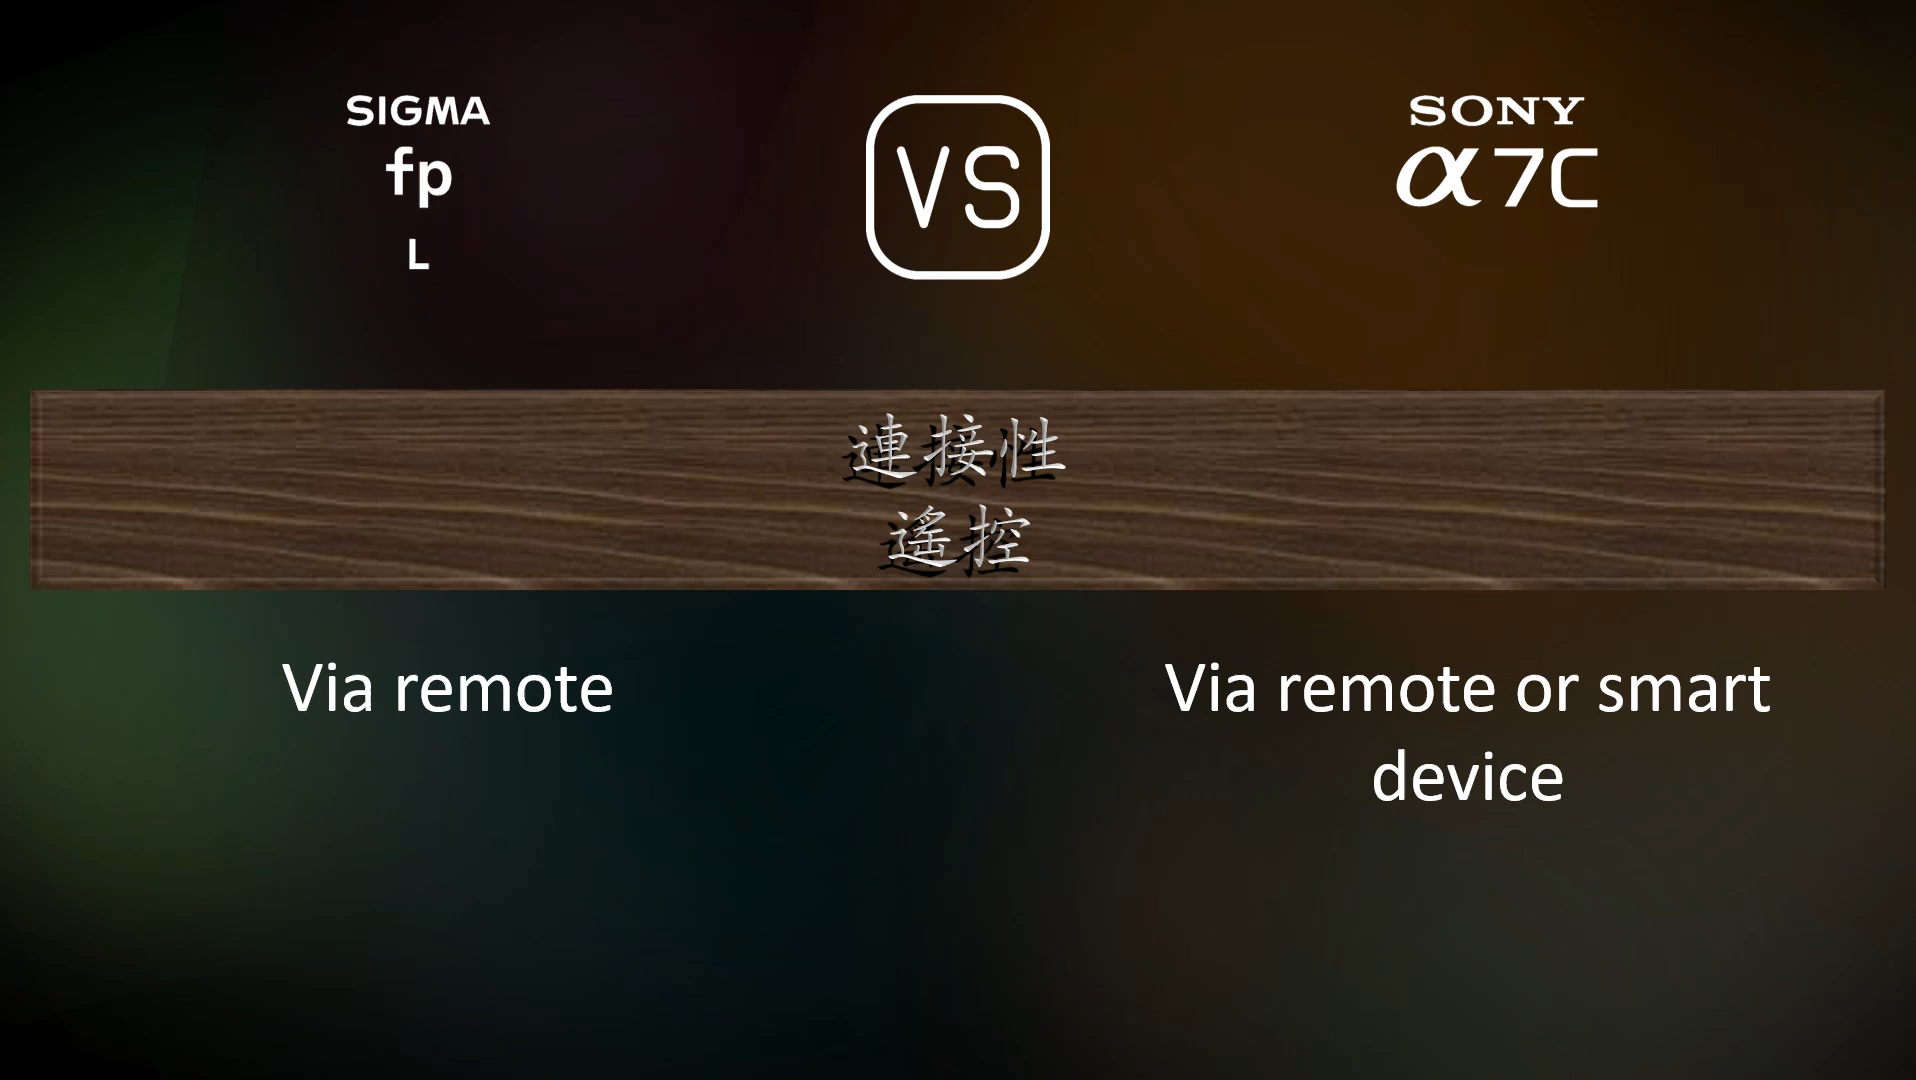 SIGMA
fp
L
VS
SONY
α7C
連接性
遙控
Via remote
Via remote or smart
device